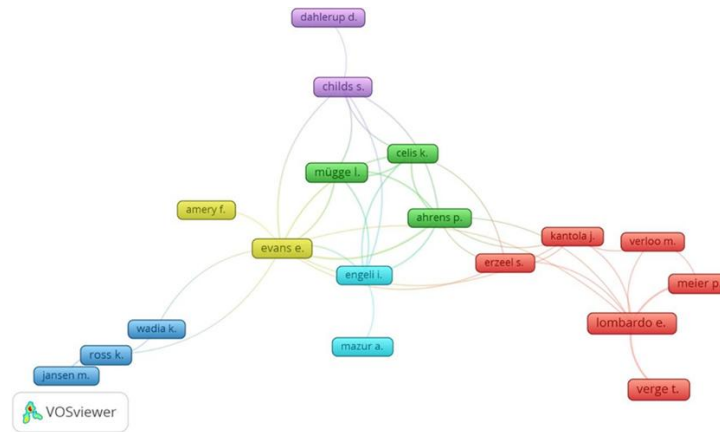 dahlerup d.
childs s.
celis k.
mügge l.
amery f.
ahrens p.
evans e.
kantola j.
verloo m.
erzeel s.
engeli i.
meier p.
lombardo e.
wadia k.
mazur a.
ross k.
jansen m.
verge t.
VOSviewer